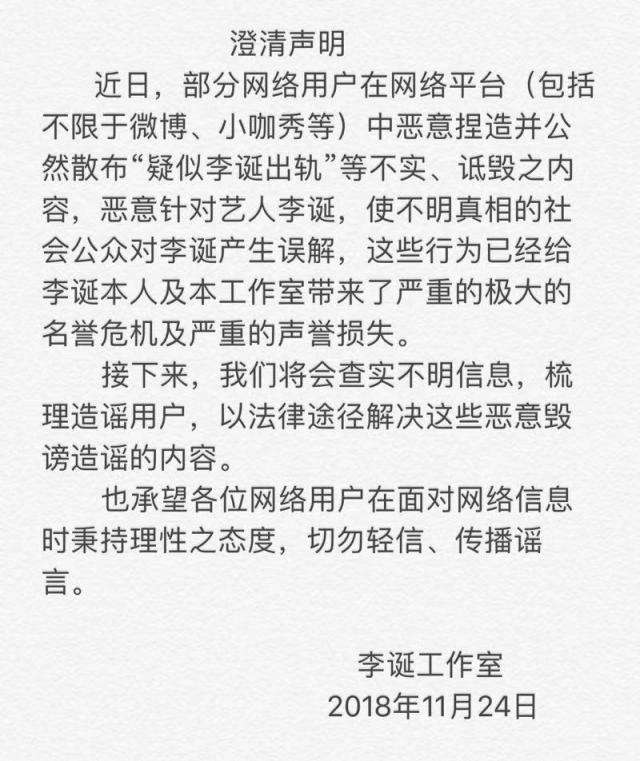 澄清声明
近日，部分网络用户在网络平台（包括
不限于微博、小咖秀等）中恶意捏造并公
然散布“疑似李诞出轨”等不实、诋毁之内
容，恶意针对艺人李诞，使不明真相的社
会公众对李诞产生误解，这些行为已经给
李诞本人及本工作室带来了严重的极大的
名誉危机及严重的声誉损失。
接下来，我们将会查实不明信息，梳
理造谣用户，以法律途径解决这些恶意毁
谤造谣的内容。
也承望各位网络用户在面对网络信息
时秉持理性之态度，切勿轻信、传播谣
言。
李诞工作室
2018年11月24日